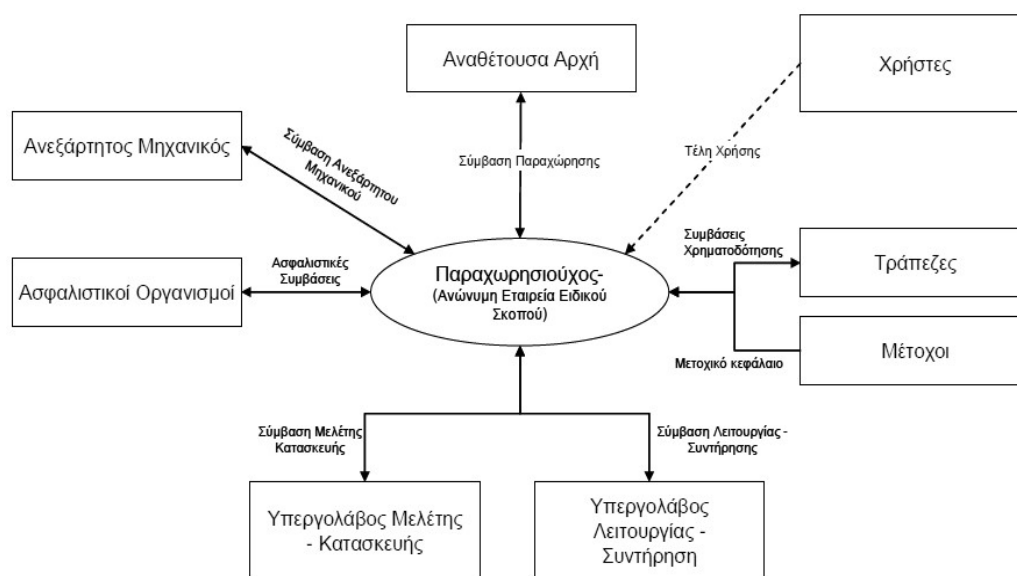 Αναθέτουσα Αρχή
Χρήστες
Ανεξάρτητος Μηχανικός
Σύμβαση Ανεξάρτητου
Μηχανικού
Σύμβαση Παραχώρησης
Τέλη Χρήσης
Ασφαλιστικοί Οργανισμοί
Ασφαλιστικές
Συμβάσεις
Παραχωρησιούχος-
(Ανώνυμη Εταιρεία Ειδικού
Σκοπού)
Συμβάσεις
Χρηματοδότησης
Τράπεζες
Μετοχικό κεφάλαιο
Μέτοχοι
Σύμβαση Μελέτης
Κατασκευής
Σύμβαση Λειτουργίας -
Συντήρησης
Υπεργολάβος Μελέτης
- Κατασκευής
Υπεργολάβος
Λειτουργίας -
Συντήρηση